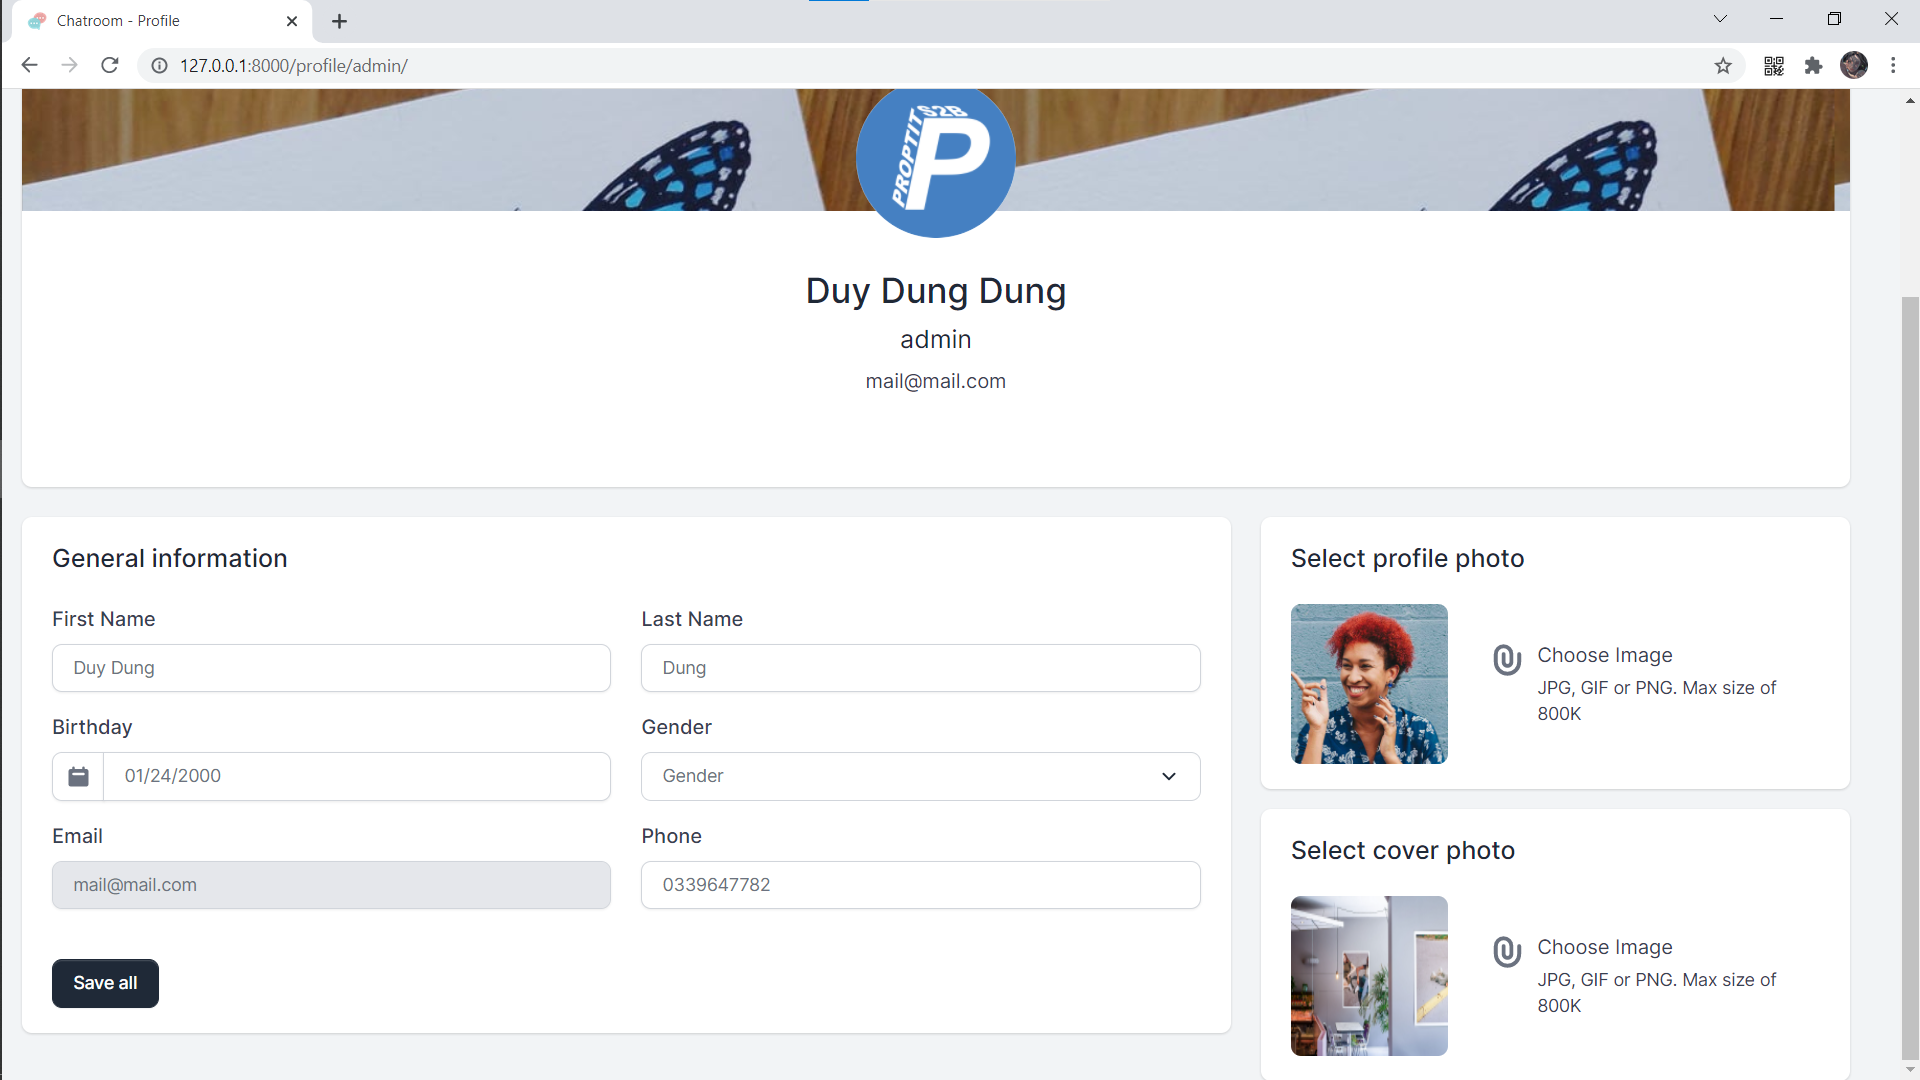 Chatroom - Profile
127.0.0.1:8000/profile/admin/
PROPTIT S2B
P
Duy Dung Dung
admin
mail@mail.com
General information
First Name
Last Name
Duy Dung
Dung
Birthday
Gender
01/24/2000
Gender
Email
Phone
mail@mail.com
0339647782
Save all
Select profile photo
Choose Image
JPG, GIF or PNG. Max size of
800K
Select cover photo
Choose Image
JPG, GIF or PNG. Max size of
800K